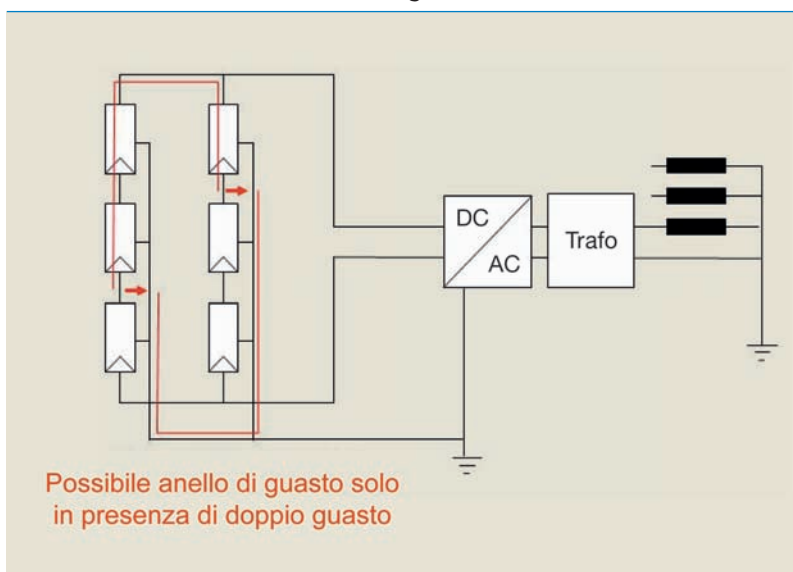 DC
AC
Trafo
Possibile anello di guasto solo
in presenza di doppio guasto